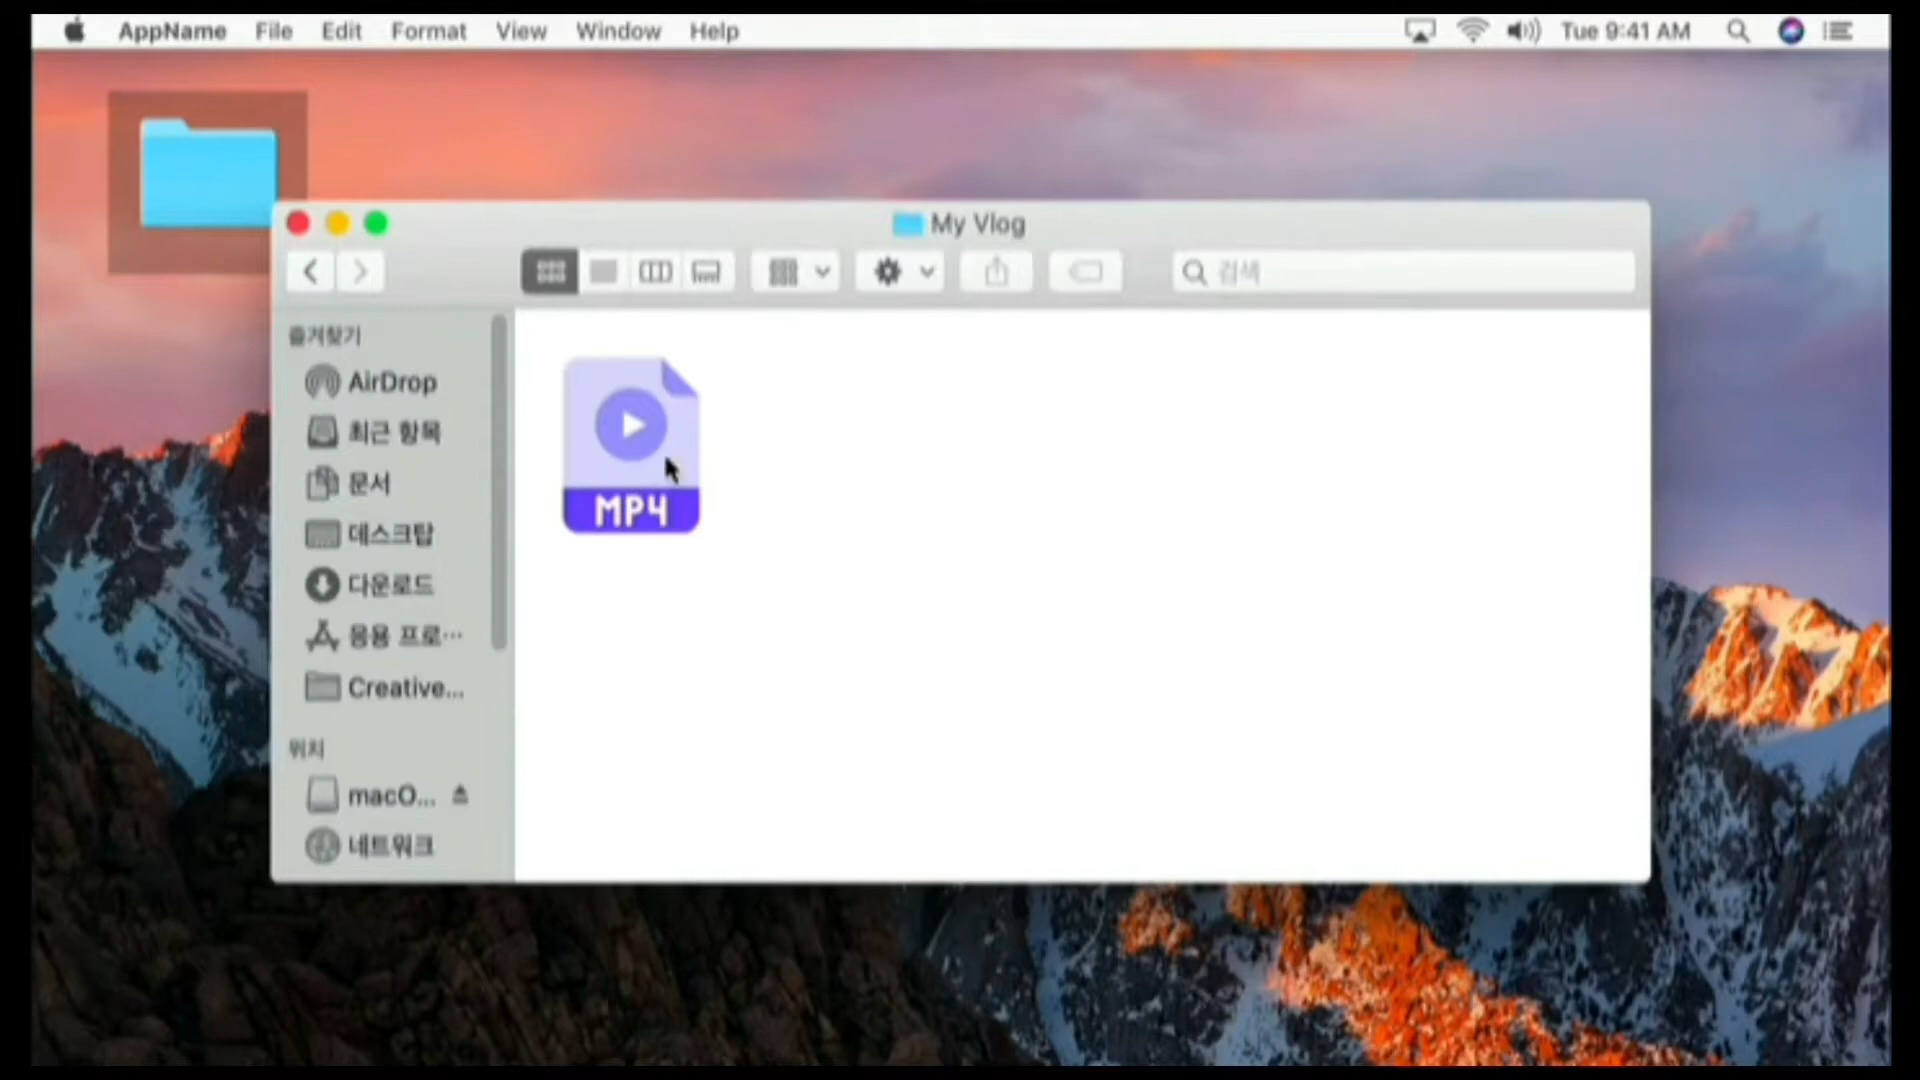 AppName File Edit Format View Window Help Tue 9:41 AM
My Vlog
검색
즐겨찾기
AirDrop
최근 항목
문서
데스크탑
다운로드
응용 프로…
Creative...
위치
macO...
네트워크
MP4